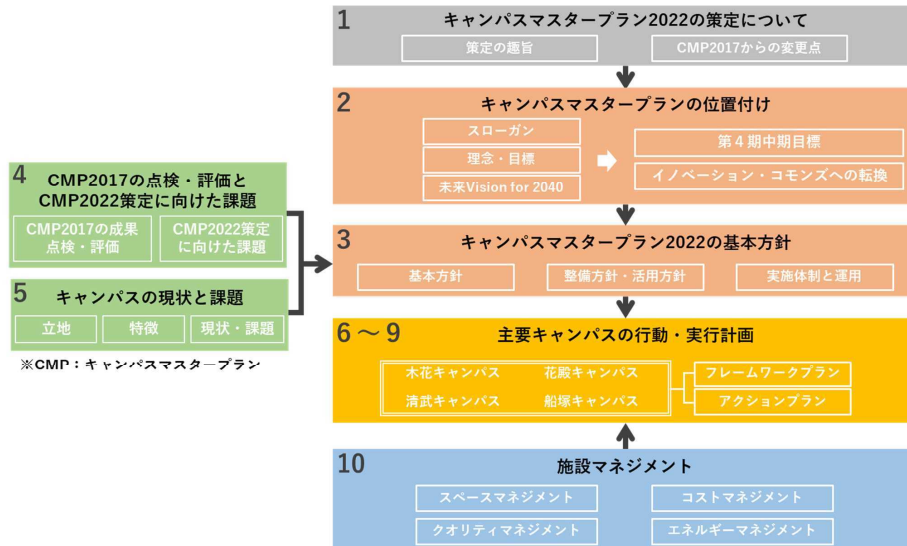 1
キャンパスマスタープラン2022の策定について
策定の趣旨
CMP2017からの変更点
2
キャンパスマスタープランの位置付け
スローガン
理念・目標
未来Vision for 2040
第４期中期目標
イノベーション・コモンズへの転換
4
CMP2017の点検・評価と
CMP2022策定に向けた課題
CMP2017の成果
点検・評価
CMP2022策定
に向けた課題
5
キャンパスの現状と課題
立地
特徴
現状・課題
※CMP：キャンパスマスタープラン
3
キャンパスマスタープラン2022の基本方針
基本方針
整備方針・活用方針
実施体制と運用
6～9
主要キャンパスの行動・実行計画
木花キャンパス
花殿キャンパス
清武キャンパス
船塚キャンパス
フレームワークプラン
アクションプラン
10
施設マネジメント
スペースマネジメント
コストマネジメント
クオリティマネジメント
エネルギーマネジメント